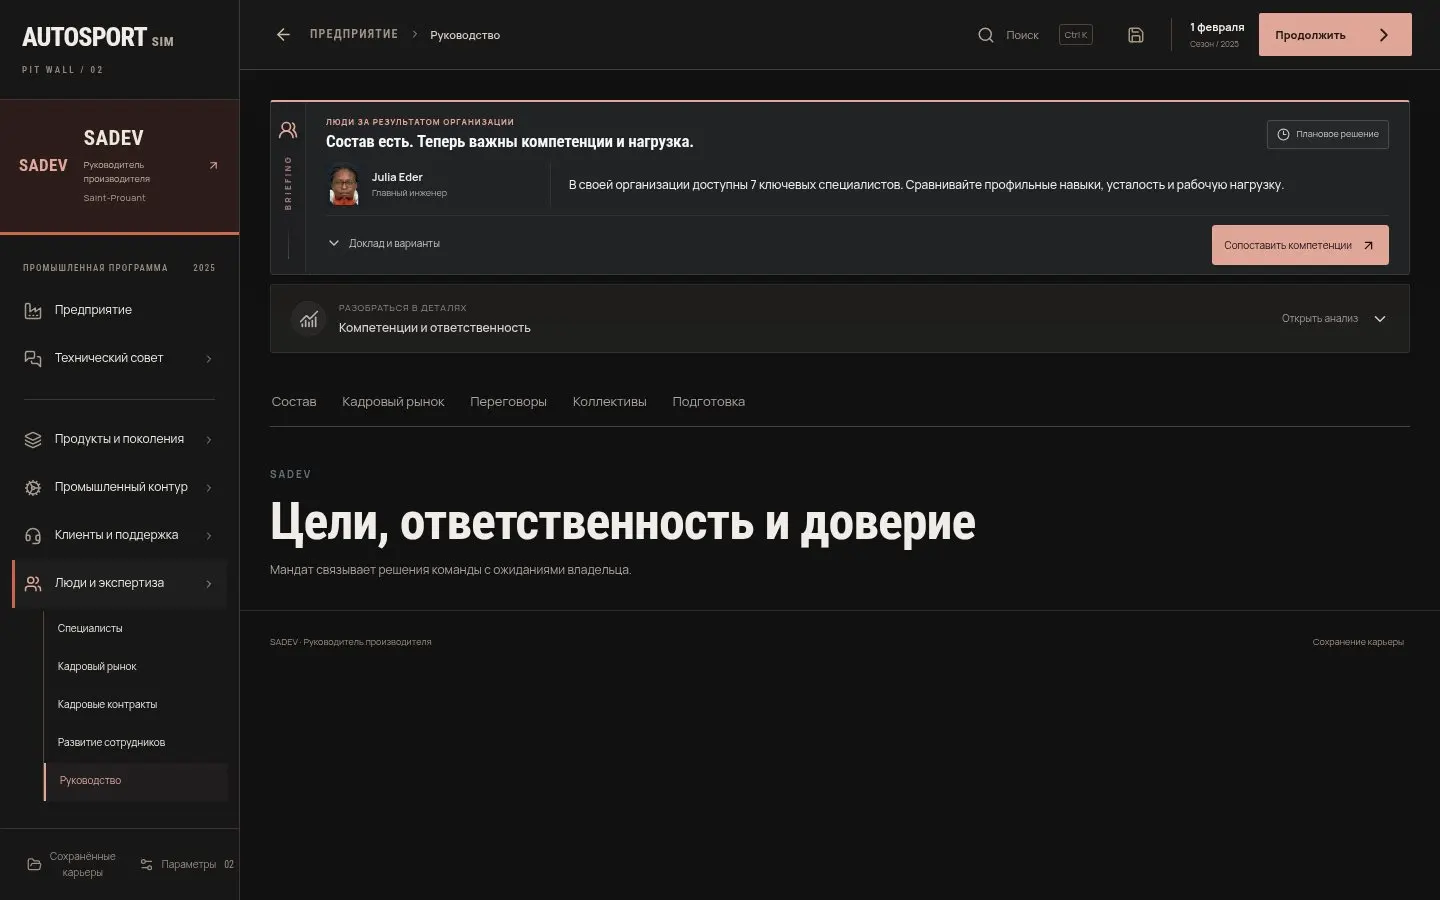 AUTOSPORT SIM
PIT WALL / 02
SADEV
SADEV
Руководитель
производителя
Saint-Prouant
ПРОМЫШЛЕННАЯ ПРОГРАММА 2025
Предприятие
Технический совет
Продукты и поколения
Промышленный контур
Клиенты и поддержка
Люди и экспертиза
Специалисты
Кадровый рынок
Кадровые контракты
Развитие сотрудников
Руководство
Сохранённые
карьеры
Параметры 02
ПРЕДПРИЯТИЕ
Руководство
Поиск
Ctrl K
1 февраля
Сезон / 2025
Продолжить
BRIEFING
ЛЮДИ ЗА РЕЗУЛЬТАТОМ ОРГАНИЗАЦИИ
Состав есть. Теперь важны компетенции и нагрузка.
Плановое решение
Julia Eder
Главный инженер
В своей организации доступны 7 ключевых специалистов. Сравнивайте профильные навыки, усталость и рабочую нагрузку.
Доклад и варианты
Сопоставить компетенции
РАЗОБРАТЬСЯ В ДЕТАЛЯХ
Компетенции и ответственность
Открыть анализ
Состав Кадровый рынок Переговоры Коллективы Подготовка
SADEV
Цели, ответственность и доверие
Мандат связывает решения команды с ожиданиями владельца.
SADEV · Руководитель производителя
Сохранение карьеры